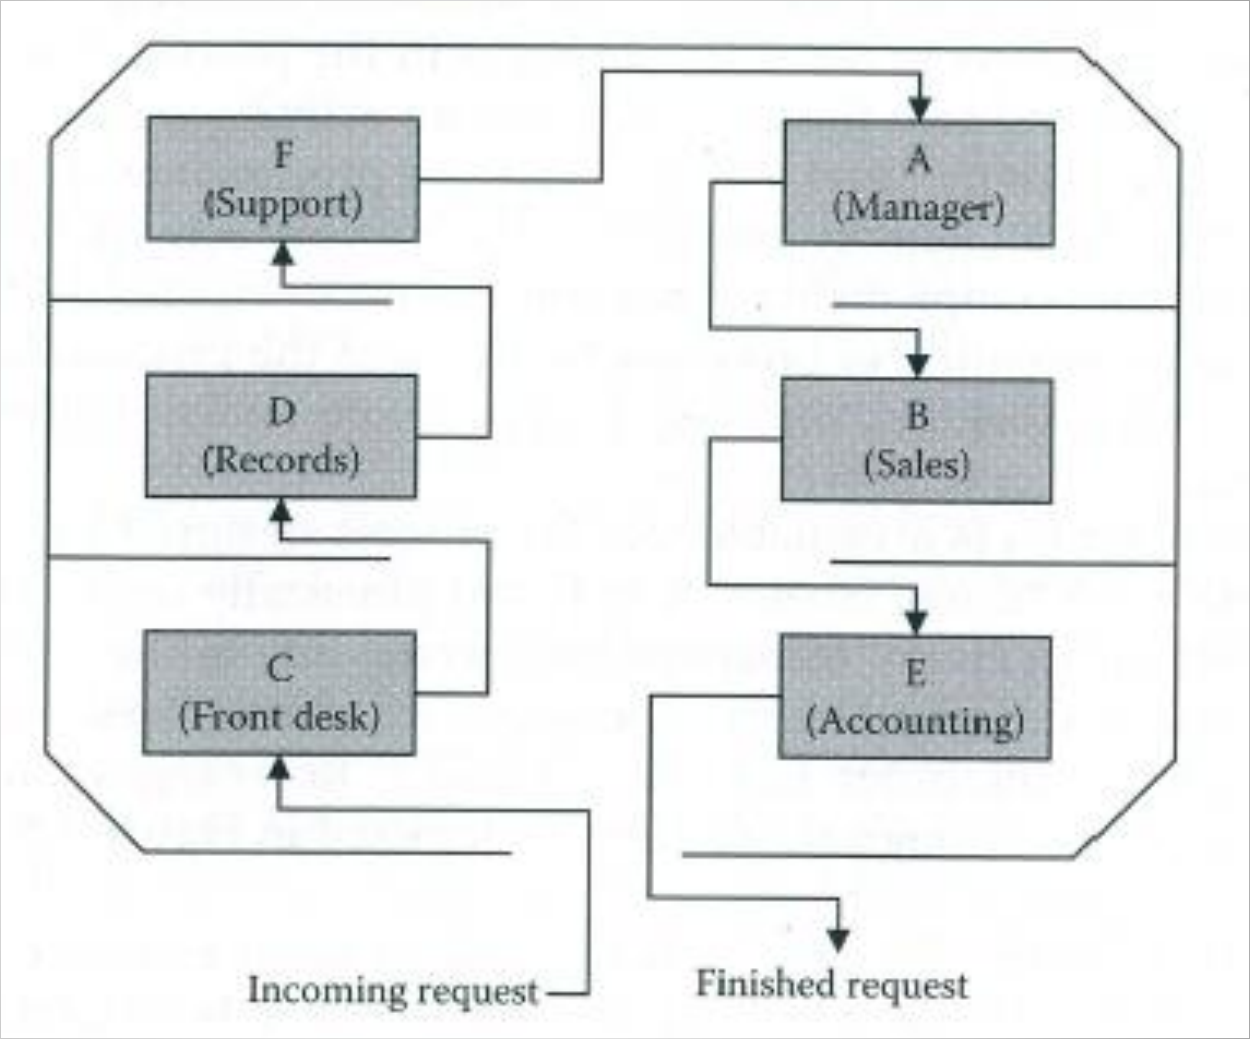 F
(Support)
A
(Manager)
D
(Records)
B
(Sales)
C
(Front desk)
E
(Accounting)
Incoming request
Finished request